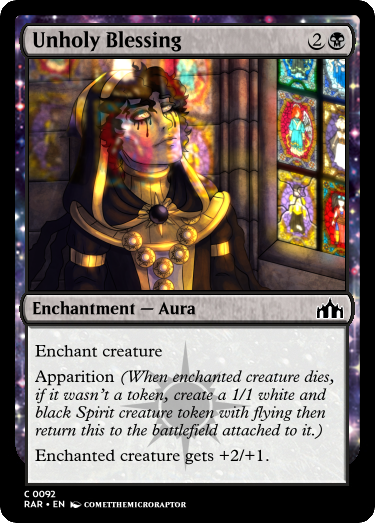 Unholy Blessing 2
Enchantment — Aura
Enchant creature
Apparition (When enchanted creature dies,
if it wasn't a token, create a 1/1 white and
black Spirit creature token with flying then
return this to the battlefield attached to it.)
Enchanted creature gets +2/+1.
C 0092
RAR • EN COMETTHEMICRORAPTOR